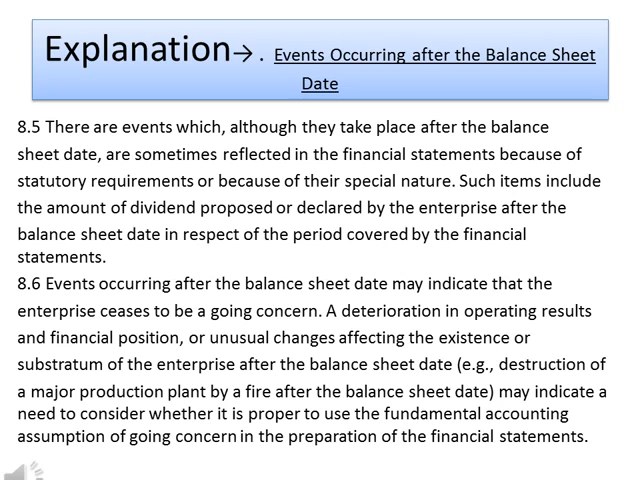 Explanation→ . Events Occurring after the Balance Sheet
Date
8.5 There are events which, although they take place after the balance
sheet date, are sometimes reflected in the financial statements because of
statutory requirements or because of their special nature. Such items include
the amount of dividend proposed or declared by the enterprise after the
balance sheet date in respect of the period covered by the financial
statements.
8.6 Events occurring after the balance sheet date may indicate that the
enterprise ceases to be a going concern. A deterioration in operating results
and financial position, or unusual changes affecting the existence or
substratum of the enterprise after the balance sheet date (e.g., destruction of
a major production plant by a fire after the balance sheet date) may indicate a
need to consider whether it is proper to use the fundamental accounting
assumption of going concern in the preparation of the financial statements.